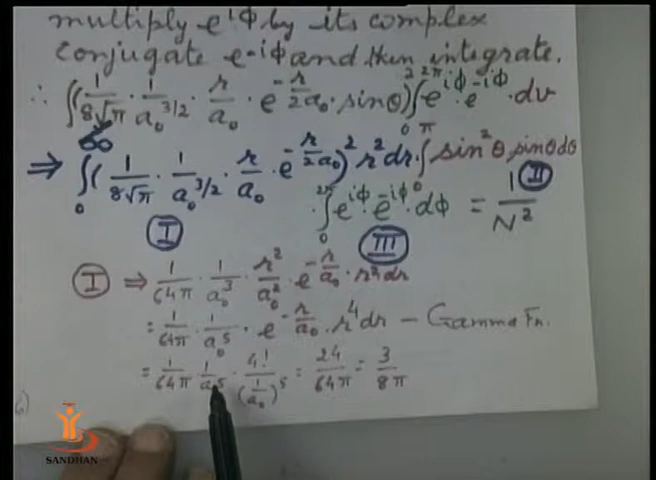 multiply e^iΦ by its complex
conjugate e^-iΦ and then integrate.
∴ ∫(1/8√π · 1/a₀^3/2 · r/a₀ · e^-r/2a₀ · sinθ)² ∫₀^2π e^iΦ · e^-iΦ · dv
⇒ ∫₀^∞ (1/8√π · 1/a₀^3/2 · r/a₀ · e^-r/2a₀)² r² dr · ∫₀^π sin²θ · sinθ dθ
I II
· ∫₀^2π e^iΦ · e^-iΦ · dΦ = 1/N²
III
I ⇒ 1/64π · 1/a₀³ · r²/a₀² · e^-r/a₀ · r² dr
= 1/64π · 1/a₀⁵ · e^-r/a₀ · r⁴ dr – Gamma Fn.
= 1/64π · 1/a₀⁵ · 4!/(1/a₀)⁵ = 24/64π = 3/8π
SANDHAN